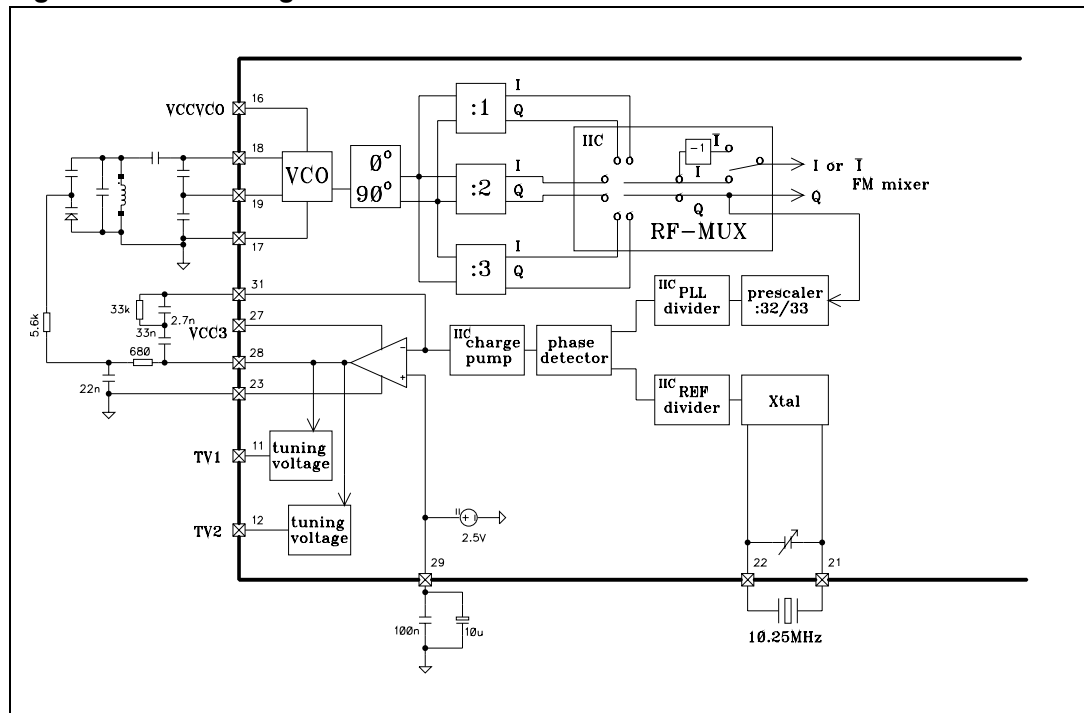 I
Q
:1
VCCVCO
16
IIC
-1
Ī
18
VCO
0°
90°
:2
I
Q
I
I or Ī
FM mixer
Q
19
Q
RF-MUX
17
I
Q
:3
31
33k
2.7n
33n
VCC3
27
5.6k
680
28
22n
23
IIC
charge
pump
phase
detector
IIC
PLL
divider
prescaler
:32/33
IIC
REF
divider
Xtal
-
+
TV1
11
tuning
voltage
TV2
12
tuning
voltage
+
2.5V
29
22
21
100n
10u
10.25MHz